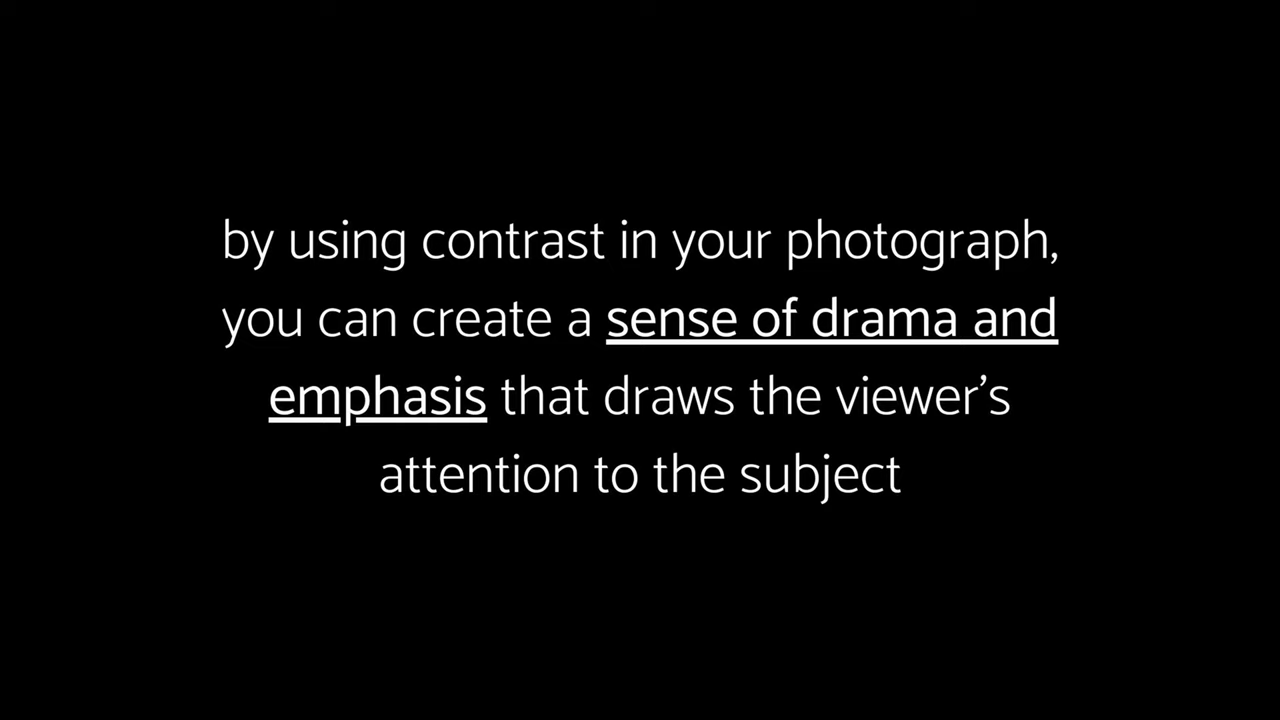 by using contrast in your photograph,
you can create a sense of drama and
emphasis that draws the viewer’s
attention to the subject